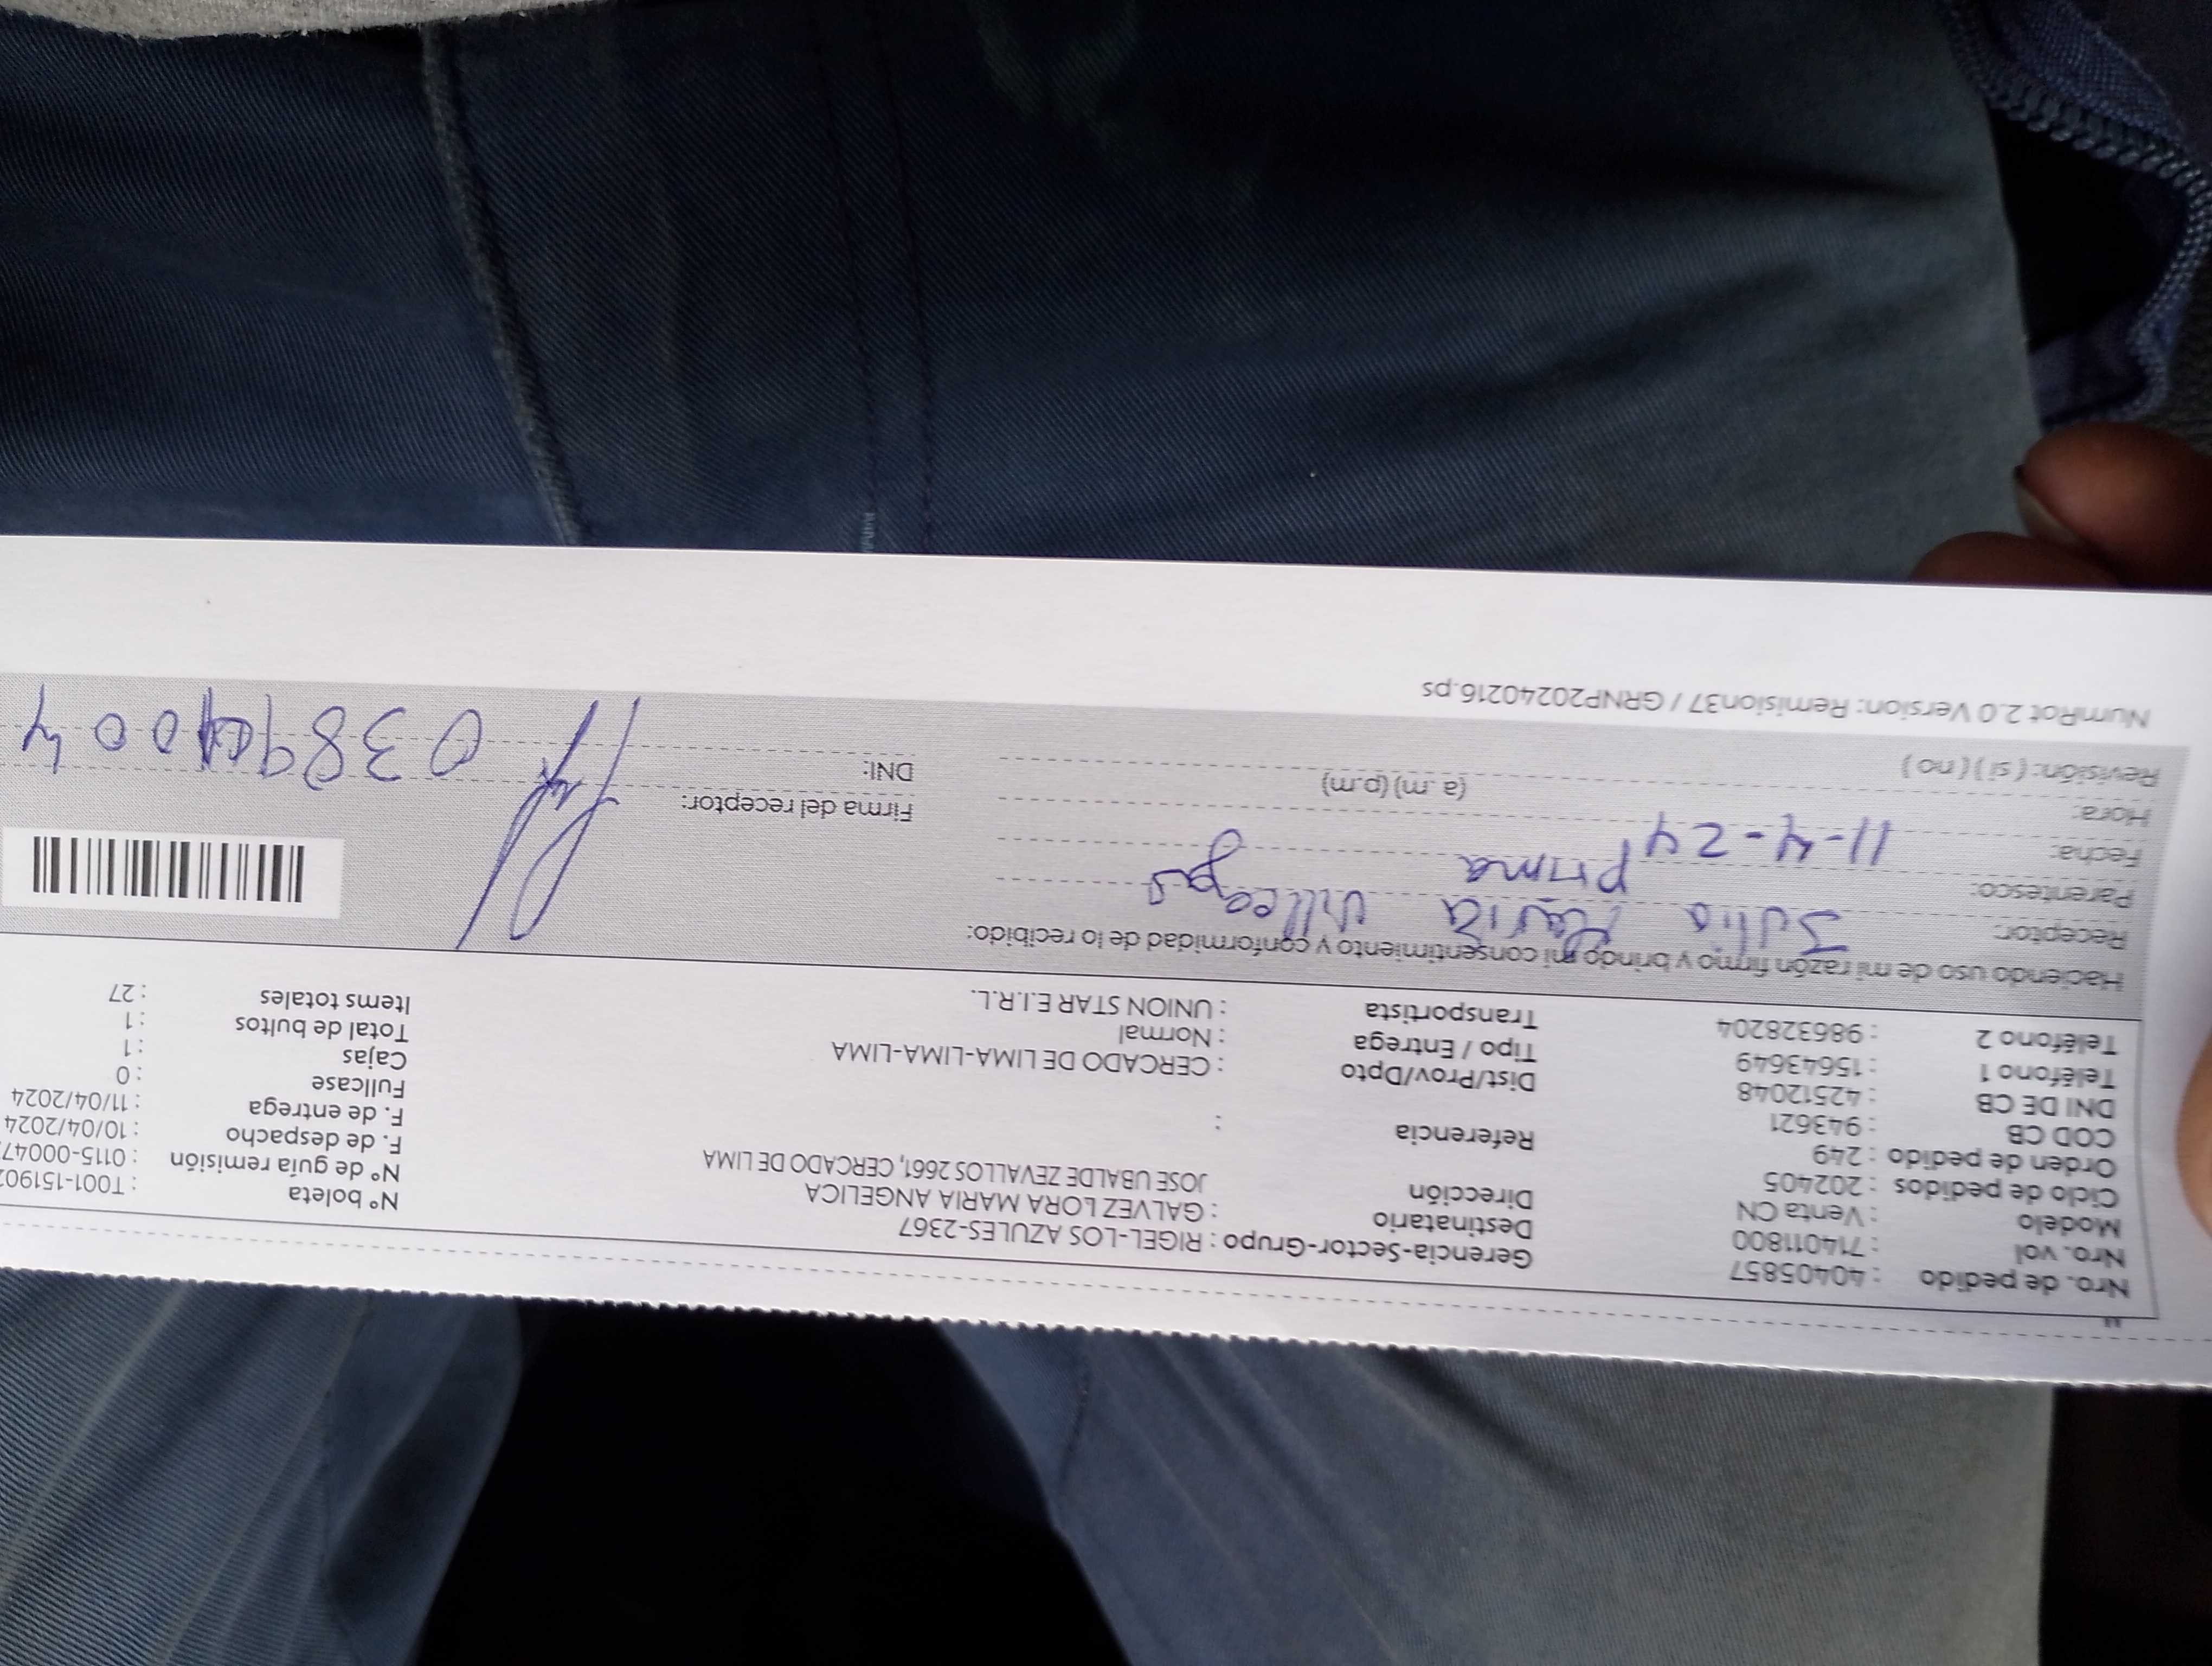 Nro. de pedido : 40405857
Nro. vol : 714011800
Modelo : Venta CN
Ciclo de pedidos : 202405
Orden de pedido : 249
COD CB : 943621
DNI DE CB : 42512048
Teléfono 1 : 15643649
Teléfono 2 : 986328204
Gerencia-Sector-Grupo : RIGEL-LOS AZULES-2367
Destinatario : GALVEZ LORA MARIA ANGELICA
Dirección JOSE UBALDE ZEVALLOS 2661, CERCADO DE LIMA
Referencia :
Dist/Prov/Dpto : CERCADO DE LIMA-LIMA-LIMA
Tipo / Entrega : Normal
Transportista : UNION STAR E.I.R.L.
N° boleta : T001-15190
N° de guía remisión : 0115-00047
F. de despacho : 10/04/2024
F. de entrega : 11/04/2024
Fullcase : 0
Cajas : 1
Total de bultos : 1
Items totales : 27
Haciendo uso de mi razón firmo y brindo mi consentimiento y conformidad de lo recibido:
Receptor: Julia Villegas
Parentesco: Prima
Fecha: 11-4-24
Hora: (a.m) (p.m)
Revisión: ( si ) ( no )
Firma del receptor:
DNI:
NumRot 2.0 Version: Remision37 / GRNP20240216.ps